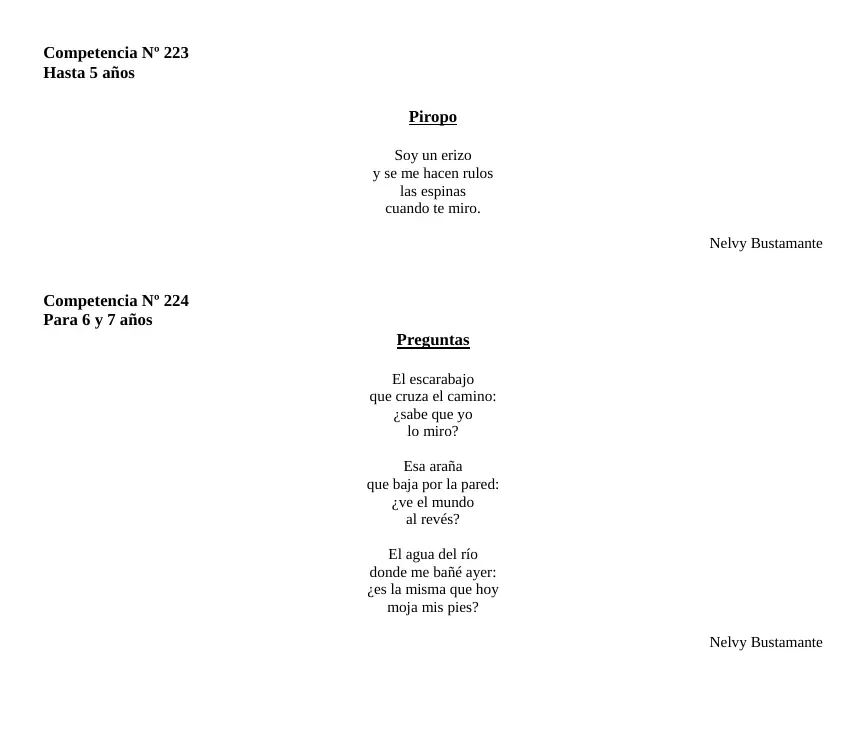 Competencia Nº 223
Hasta 5 años
Piropo
Soy un erizo
y se me hacen rulos
las espinas
cuando te miro.
Nelvy Bustamante
Competencia Nº 224
Para 6 y 7 años
Preguntas
El escarabajo
que cruza el camino:
¿sabe que yo
lo miro?
Esa araña
que baja por la pared:
¿ve el mundo
al revés?
El agua del río
donde me bañé ayer:
¿es la misma que hoy
moja mis pies?
Nelvy Bustamante